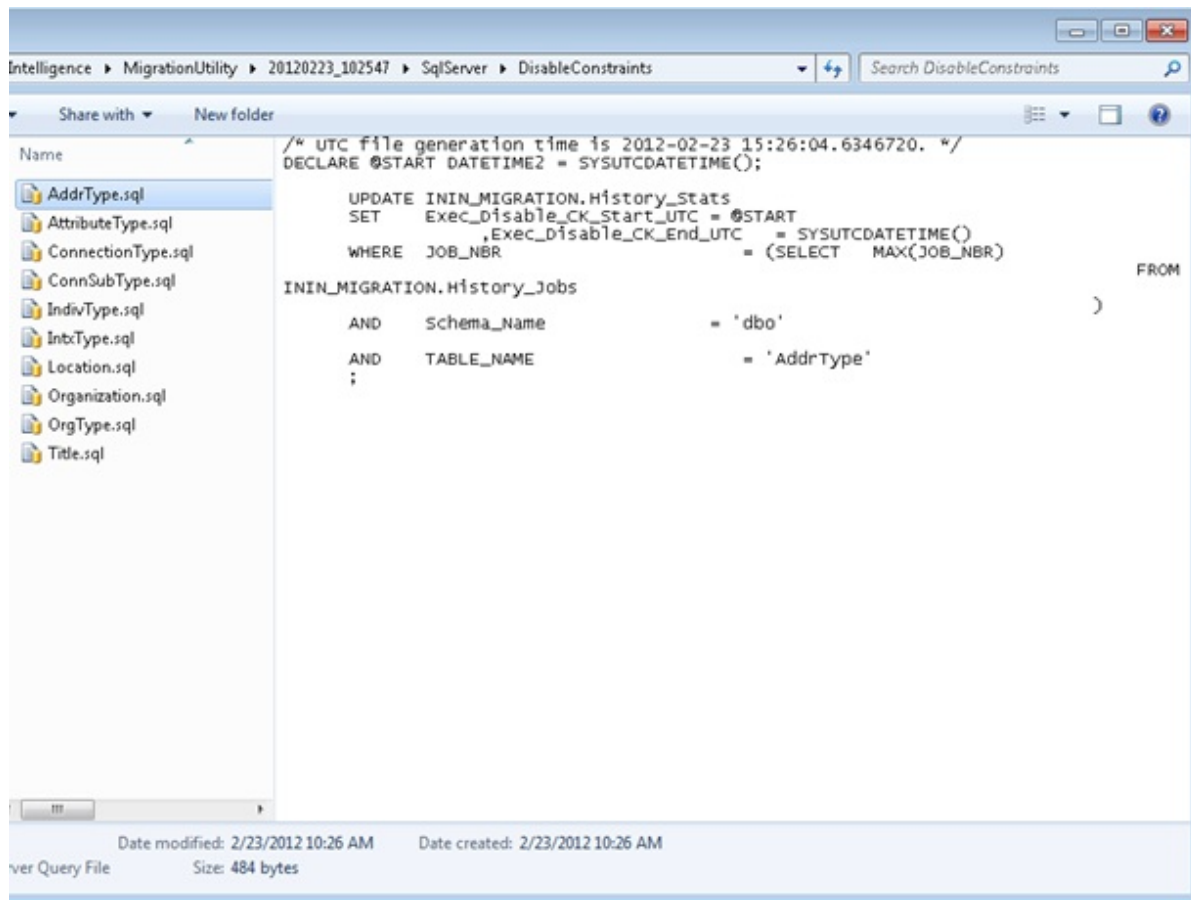 Intelligence ▸ MigrationUtility ▸ 20120223_102547 ▸ SqlServer ▸ DisableConstraints
Search DisableConstraints
Share with
New folder
Name
AddrType.sql
AttributeType.sql
ConnectionType.sql
ConnSubType.sql
IndivType.sql
IntxType.sql
Location.sql
Organization.sql
OrgType.sql
Title.sql
/* UTC file generation time is 2012-02-23 15:26:04.6346720. */
DECLARE @START DATETIME2 = SYSUTCDATETIME();
UPDATE ININ_MIGRATION.History_Stats
SET Exec_Disable_CK_Start_UTC = @START
,Exec_Disable_CK_End_UTC = SYSUTCDATETIME()
WHERE JOB_NBR = (SELECT MAX(JOB_NBR)
FROM
ININ_MIGRATION.History_Jobs
)
AND Schema_Name = 'dbo'
AND TABLE_NAME = 'AddrType'
;
Date modified: 2/23/2012 10:26 AM Date created: 2/23/2012 10:26 AM
ver Query File Size: 484 bytes